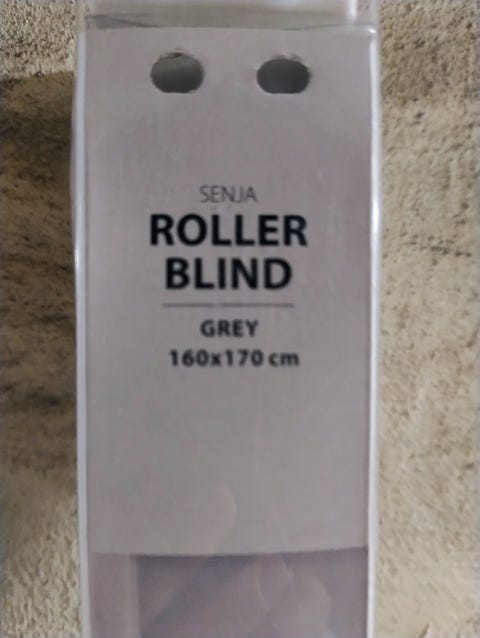 SENJA
ROLLER
BLIND
GREY
160x170 cm